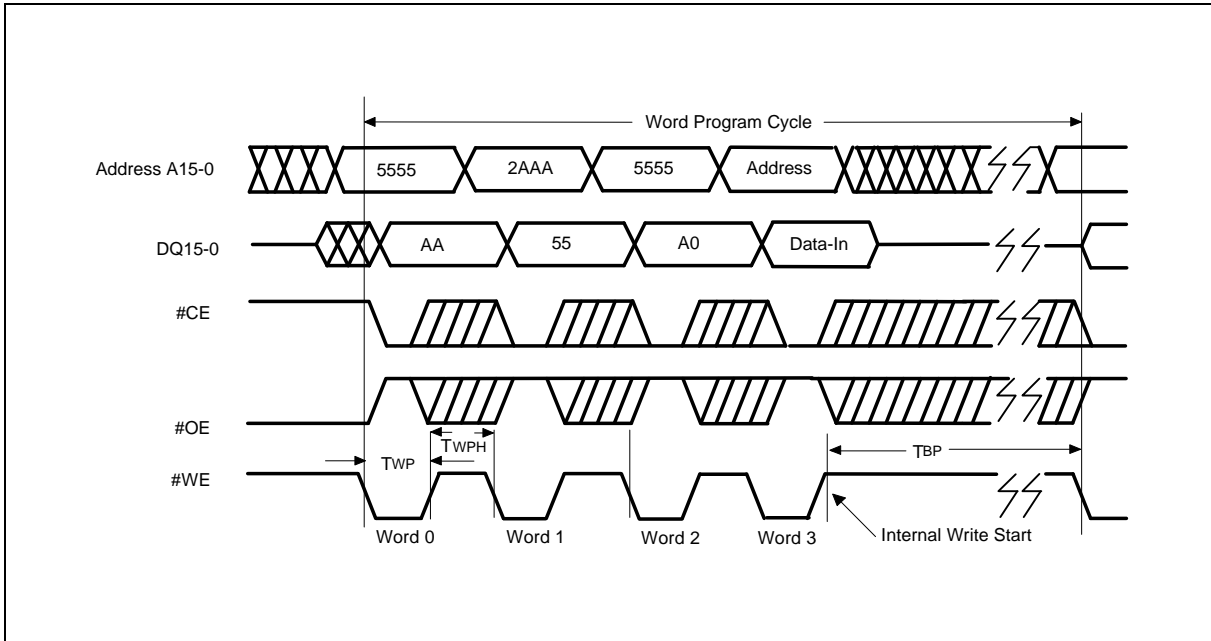 Word Program Cycle
Address A15-0
5555
2AAA
5555
Address
DQ15-0
AA
55
A0
Data-In
#CE
#OE
TWPH
TWP
TBP
#WE
Word 0
Word 1
Word 2
Word 3
Internal Write Start